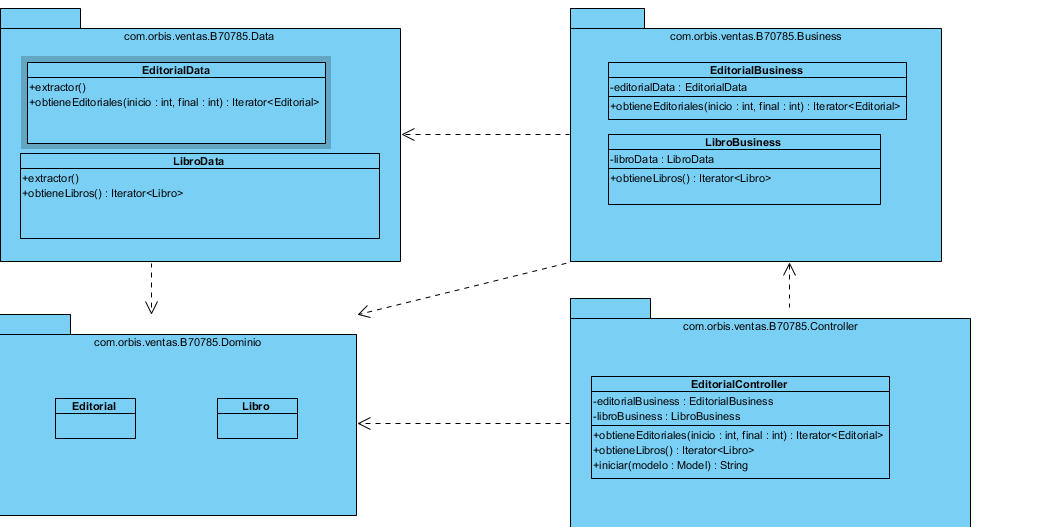 com.orbis.ventas.B70785.Data
EditorialData
+extractor()
+obtieneEditoriales(inicio : int, final : int) : Iterator<Editorial>
LibroData
+extractor()
+obtieneLibros() : Iterator<Libro>
com.orbis.ventas.B70785.Business
EditorialBusiness
-editorialData : EditorialData
+obtieneEditoriales(inicio : int, final : int) : Iterator<Editorial>
LibroBusiness
-libroData : LibroData
+obtieneLibros() : Iterator<Libro>
com.orbis.ventas.B70785.Dominio
Editorial
Libro
com.orbis.ventas.B70785.Controller
EditorialController
-editorialBusiness : EditorialBusiness
-libroBusiness : LibroBusiness
+obtieneEditoriales(inicio : int, final : int) : Iterator<Editorial>
+obtieneLibros() : Iterator<Libro>
+iniciar(modelo : Model) : String